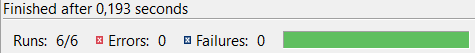 Finished after 0,193 seconds
Runs: 6/6 Errors: 0 Failures: 0